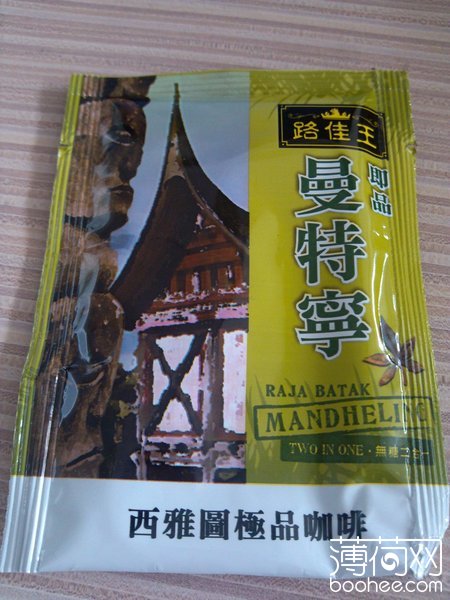 路佳王
即品
曼特寧
RAJA BATAK
MANDHELING
TWO IN ONE · 無糖二合一
西雅圖極品咖啡
薄荷网
boohee.com